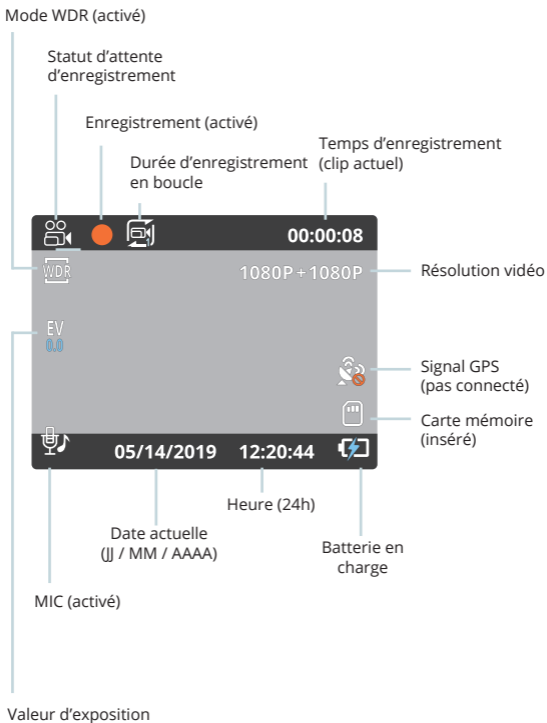 Mode WDR (activé)
Statut d'attente
d'enregistrement
Enregistrement (activé)
Durée d'enregistrement
en boucle
Temps d'enregistrement
(clip actuel)
00:00:08
WDR
1080P+1080P
Résolution vidéo
EV
0.0
Signal GPS
(pas connecté)
Carte mémoire
(inséré)
05/14/2019
12:20:44
Heure (24h)
Date actuelle
(JJ / MM / AAAA)
Batterie en
charge
MIC (activé)
Valeur d'exposition